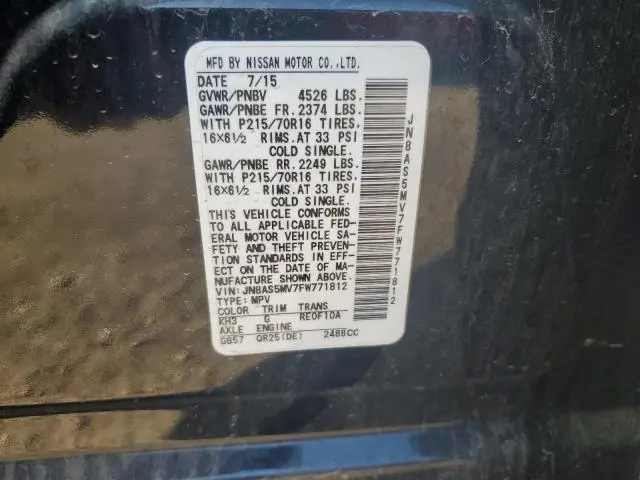 MFD BY NISSAN MOTOR CO.,LTD.
DATE 7/15
GVWR/PNBV 4526 LBS.
GAWR/PNBE FR.2374 LBS.
WITH P215/70R16 TIRES.
16X6½ RIMS.AT 33 PSI
COLD SINGLE.
GAWR/PNBE RR.2249 LBS.
WITH P215/70R16 TIRES.
16X6½ RIMS.AT 33 PSI
COLD SINGLE.
THIS VEHICLE CONFORMS
TO ALL APPLICABLE FED-
ERAL MOTOR VEHICLE SA-
FETY AND THEFT PREVEN-
TION STANDARDS IN EFF-
ECT ON THE DATE OF MA-
NUFACTURE SHOWN ABOVE.
VIN:JN8AS5MV7FW771812
TYPE:MPV
COLOR TRIM TRANS
KH3 G RE0F10A
AXLE ENGINE
GB57 QR25(DE) 2488CC
JN8AS5MV7FW771812